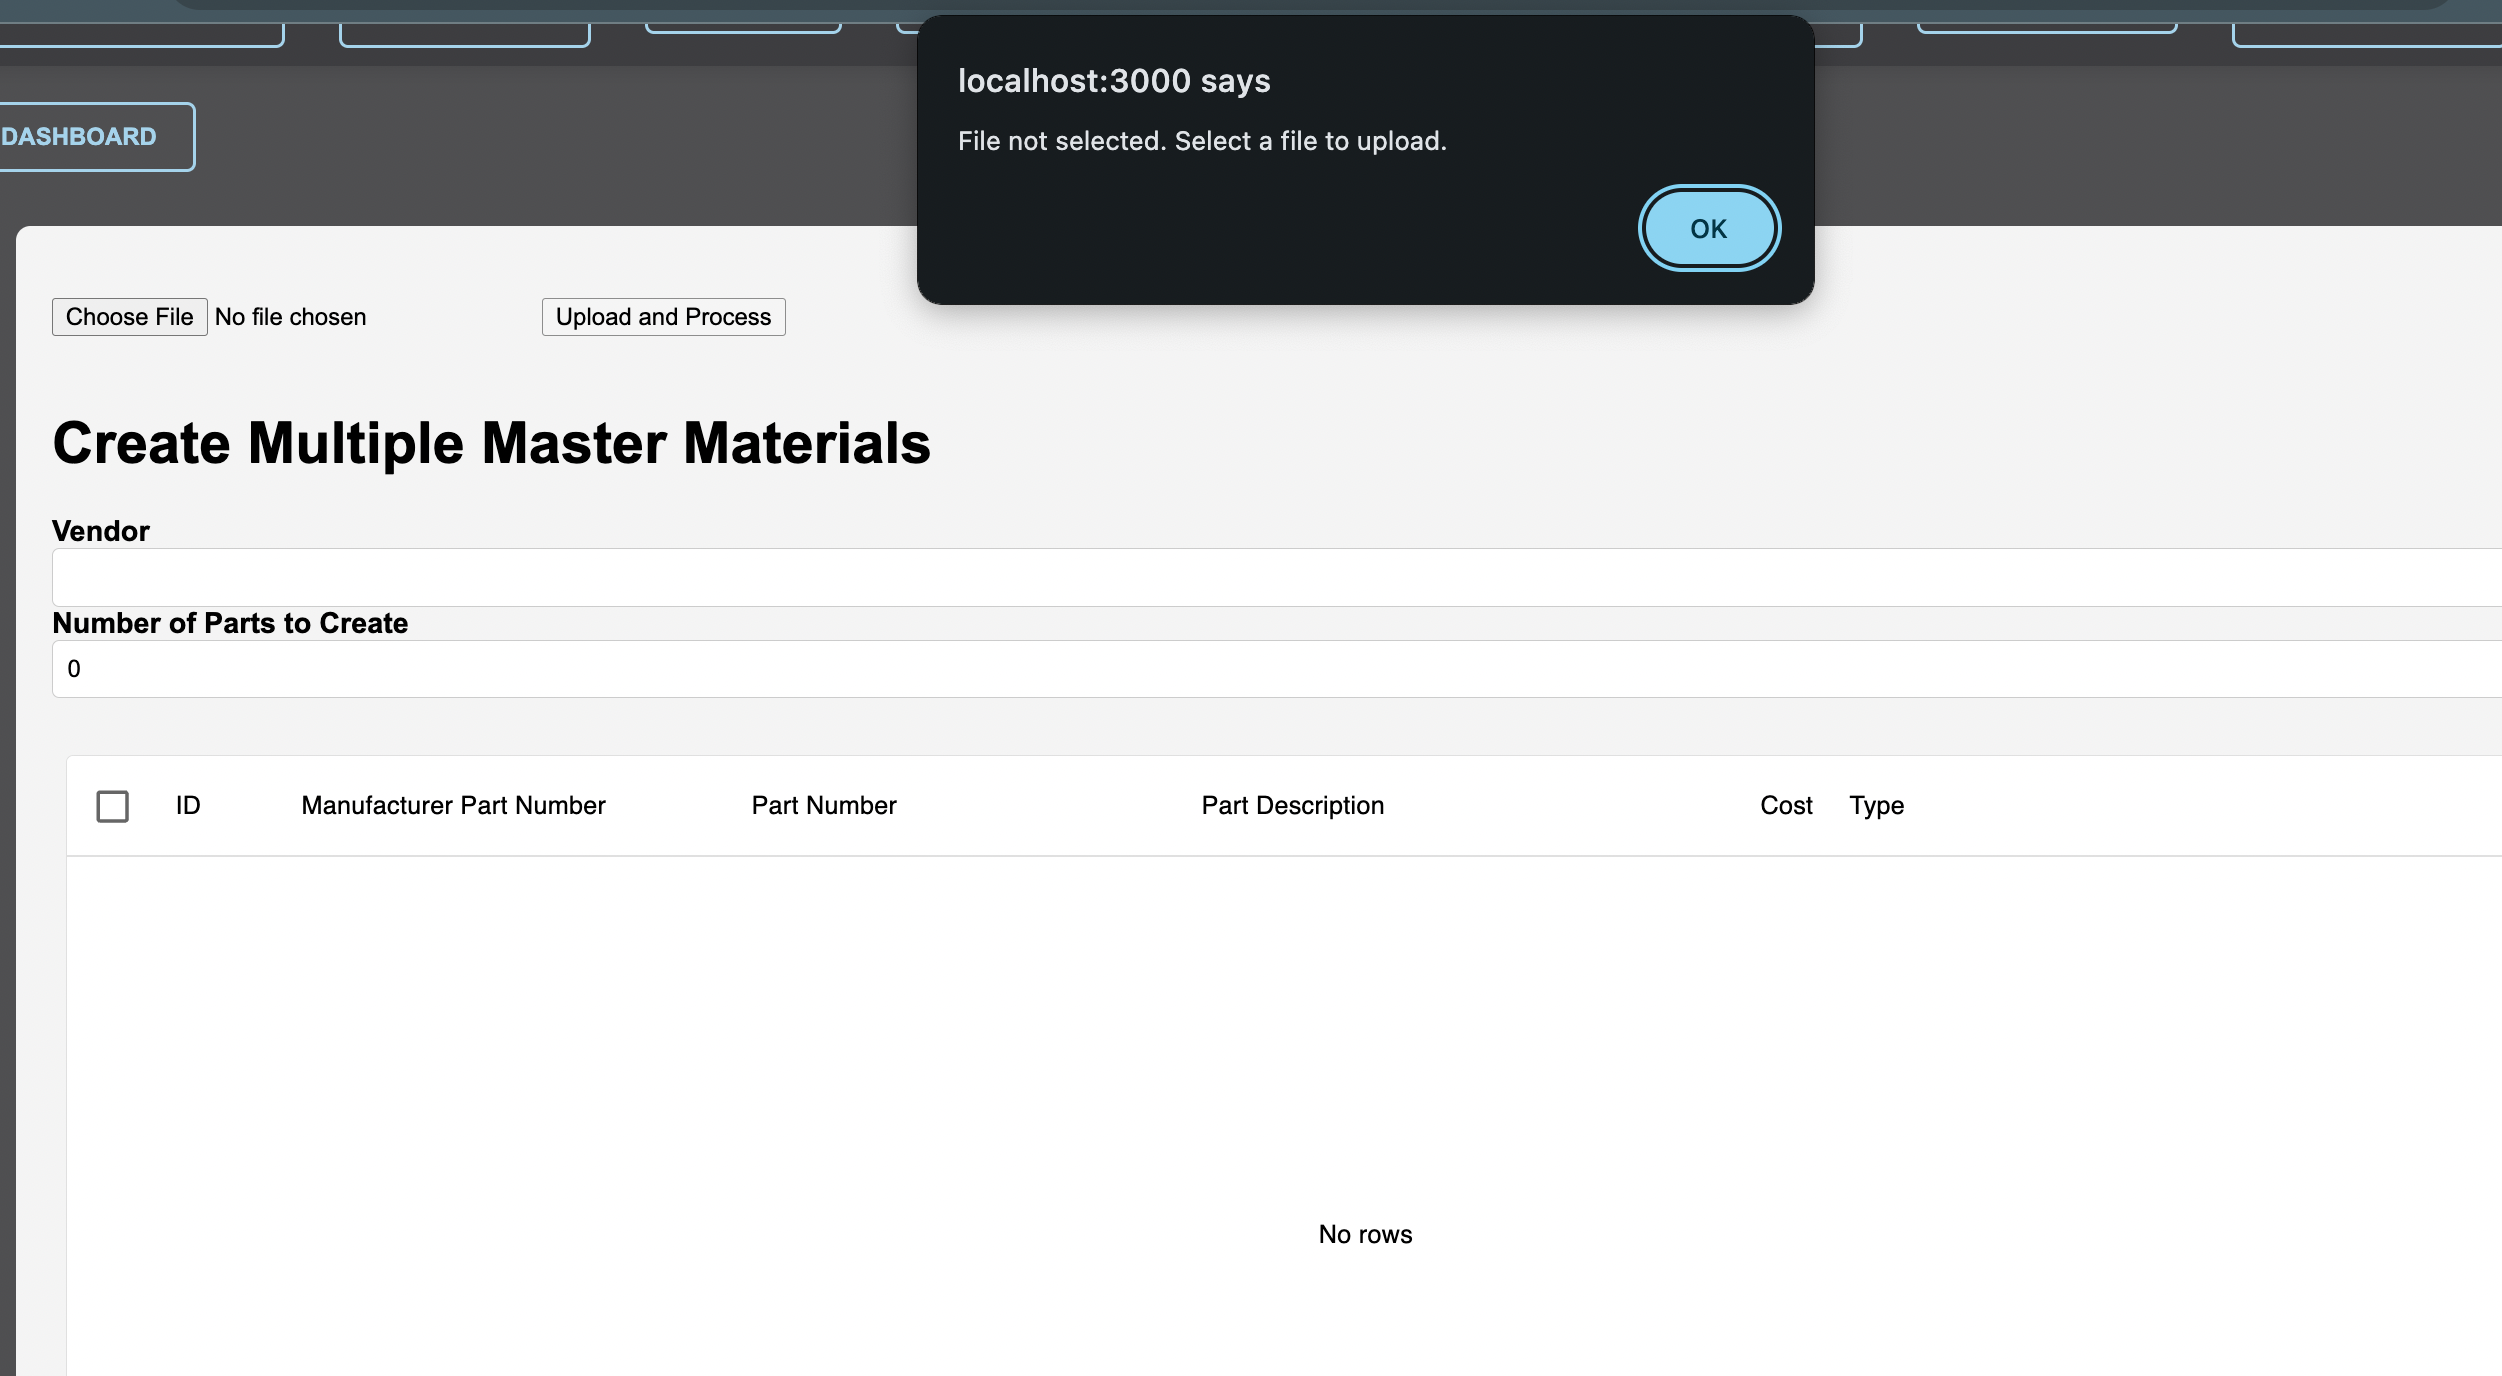 localhost:3000 says
File not selected. Select a file to upload.
OK
DASHBOARD
Choose File No file chosen Upload and Process
Create Multiple Master Materials
Vendor
Number of Parts to Create
0
ID Manufacturer Part Number Part Number Part Description Cost Type
No rows